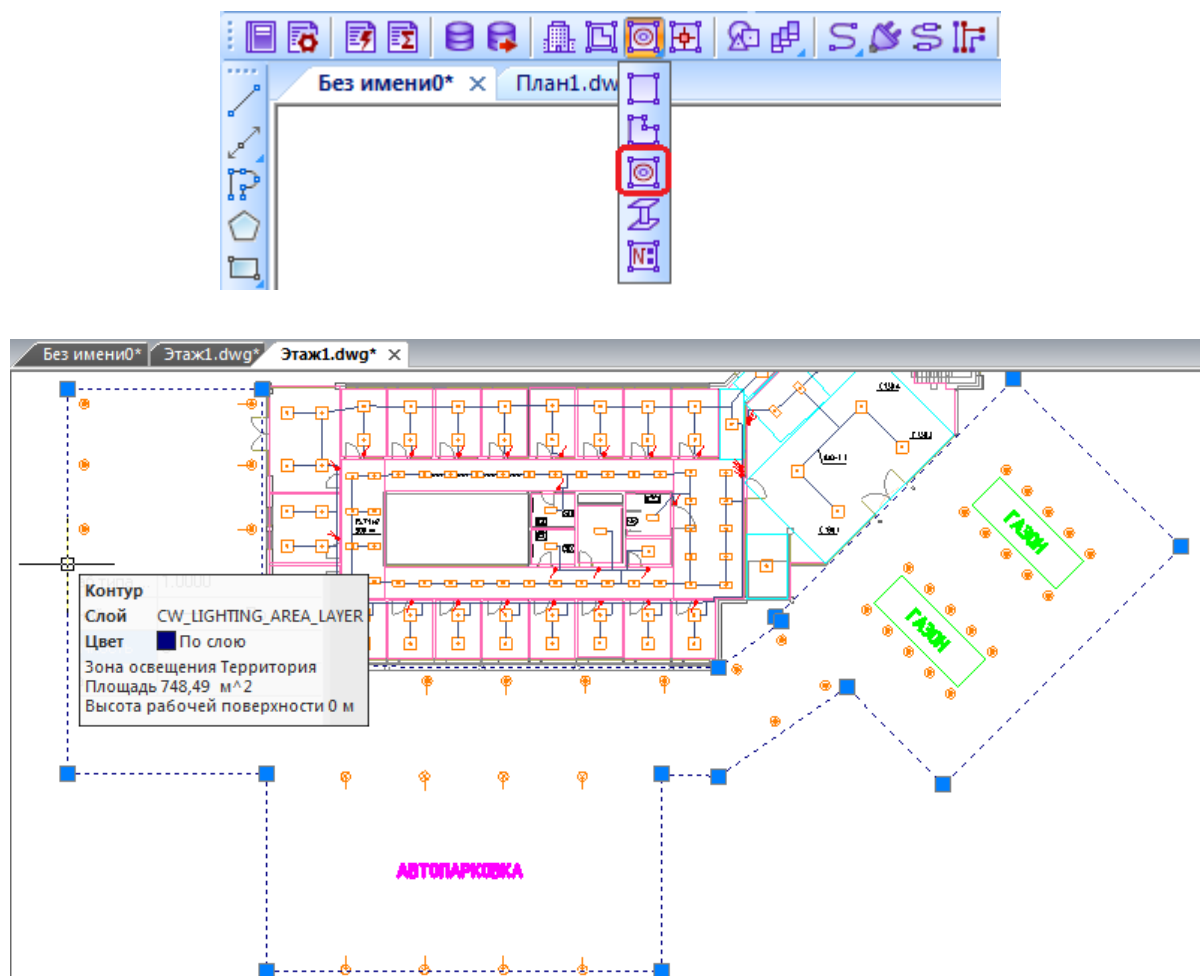 Без имени0*
План1.dw
N
Без имени0*
Этаж1.dwg*
Этаж1.dwg*
Контур
Слой CW_LIGHTING_AREA_LAYER
Цвет По слою
Зона освещения Территория
Площадь 748,49 м^2
Высота рабочей поверхности 0 м
ГАЗОН
ГАЗОН
АВТОПАРКОВКА